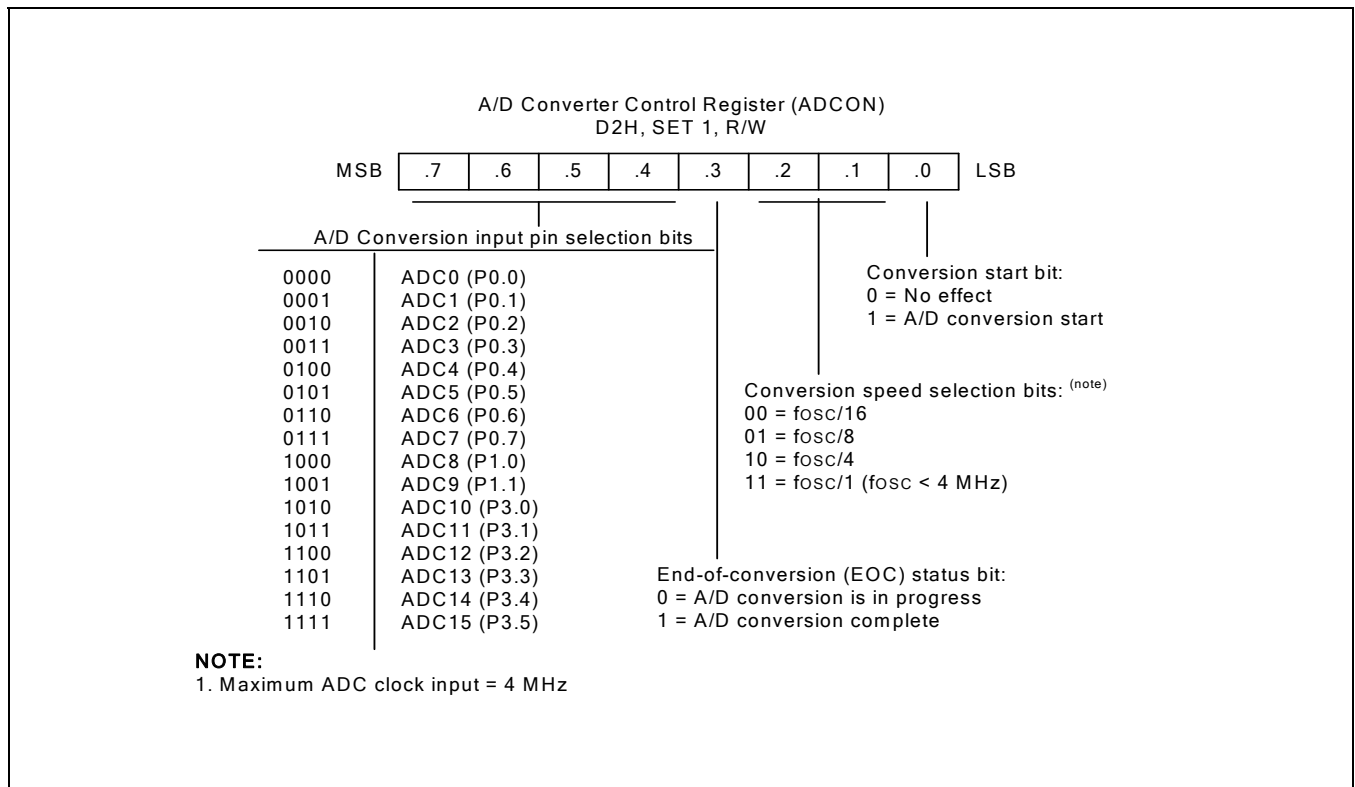 A/D Converter Control Register (ADCON)
D2H, SET 1, R/W
MSB .7 .6 .5 .4 .3 .2 .1 .0 LSB
A/D Conversion input pin selection bits
0000 ADC0 (P0.0)
0001 ADC1 (P0.1)
0010 ADC2 (P0.2)
0011 ADC3 (P0.3)
0100 ADC4 (P0.4)
0101 ADC5 (P0.5)
0110 ADC6 (P0.6)
0111 ADC7 (P0.7)
1000 ADC8 (P1.0)
1001 ADC9 (P1.1)
1010 ADC10 (P3.0)
1011 ADC11 (P3.1)
1100 ADC12 (P3.2)
1101 ADC13 (P3.3)
1110 ADC14 (P3.4)
1111 ADC15 (P3.5)
Conversion start bit:
0 = No effect
1 = A/D conversion start
Conversion speed selection bits: (note)
00 = fOSC/16
01 = fOSC/8
10 = fOSC/4
11 = fOSC/1 (fOSC < 4 MHz)
End-of-conversion (EOC) status bit:
0 = A/D conversion is in progress
1 = A/D conversion complete
NOTE:
1. Maximum ADC clock input = 4 MHz